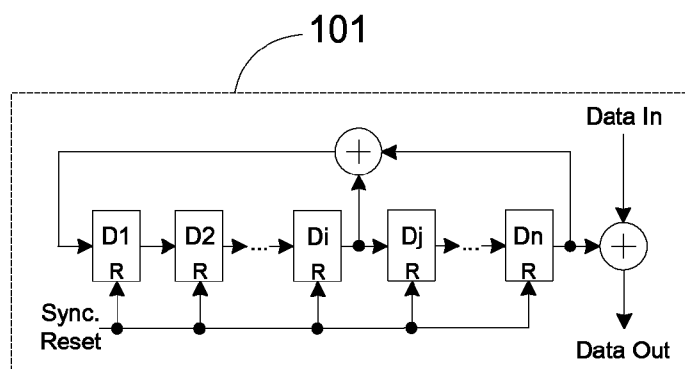 101
Data In
+
D1 D2 ... Di Dj ... Dn +
R R R R R
Sync.
Reset
Data Out